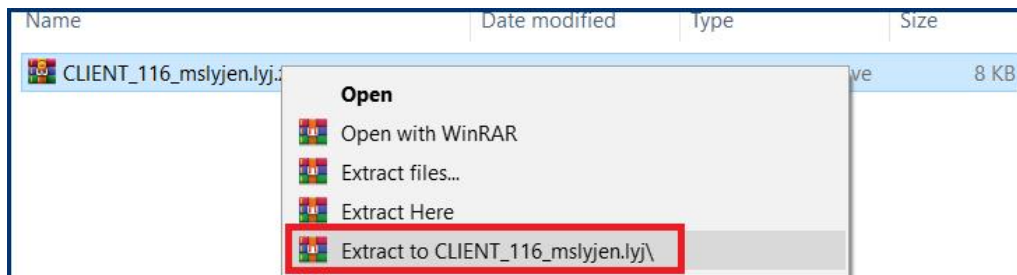 Name Date modified Type Size
CLIENT_116_mslyjen.lyj. 8 KB
Open
Open with WinRAR
Extract files...
Extract Here
Extract to CLIENT_116_mslyjen.lyj\